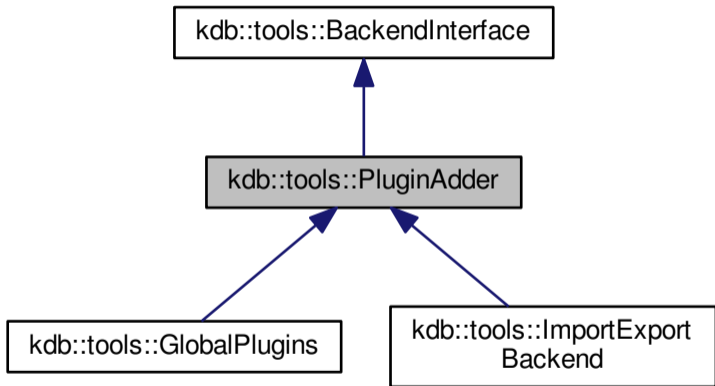 kdb::tools::BackendInterface
kdb::tools::PluginAdder
kdb::tools::GlobalPlugins
kdb::tools::ImportExport
Backend